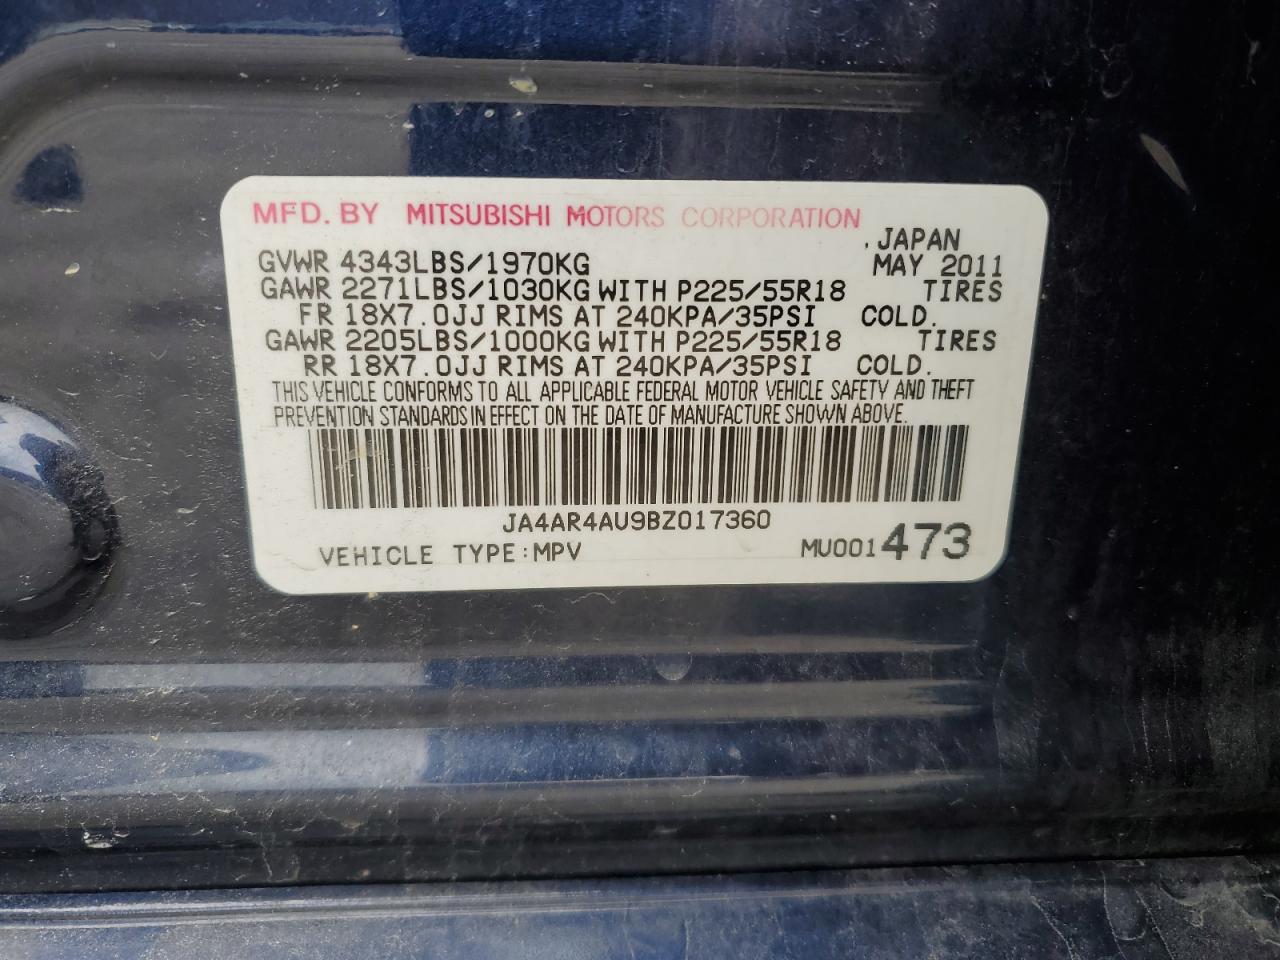 MFD. BY MITSUBISHI MOTORS CORPORATION
. JAPAN
GVWR 4343LBS/1970KG MAY 2011
GAWR 2271LBS/1030KG WITH P225/55R18 TIRES
FR 18X7.0JJ RIMS AT 240KPA/35PSI COLD.
GAWR 2205LBS/1000KG WITH P225/55R18 TIRES
RR 18X7.0JJ RIMS AT 240KPA/35PSI COLD.
THIS VEHICLE CONFORMS TO ALL APPLICABLE FEDERAL MOTOR VEHICLE SAFETY AND THEFT
PREVENTION STANDARDS IN EFFECT ON THE DATE OF MANUFACTURE SHOWN ABOVE.
JA4AR4AU9BZ017360
VEHICLE TYPE:MPV MU001473